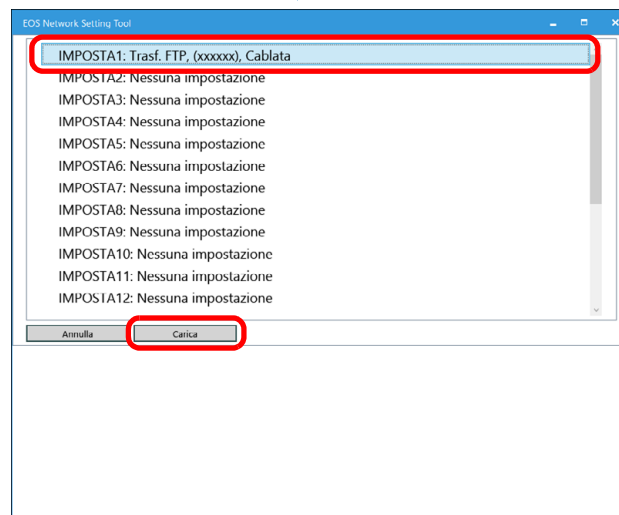 EOS Network Setting Tool
IMPOSTA1: Trasf. FTP, (xxxxxx), Cablata
IMPOSTA2: Nessuna impostazione
IMPOSTA3: Nessuna impostazione
IMPOSTA4: Nessuna impostazione
IMPOSTA5: Nessuna impostazione
IMPOSTA6: Nessuna impostazione
IMPOSTA7: Nessuna impostazione
IMPOSTA8: Nessuna impostazione
IMPOSTA9: Nessuna impostazione
IMPOSTA10: Nessuna impostazione
IMPOSTA11: Nessuna impostazione
IMPOSTA12: Nessuna impostazione
Annulla Carica